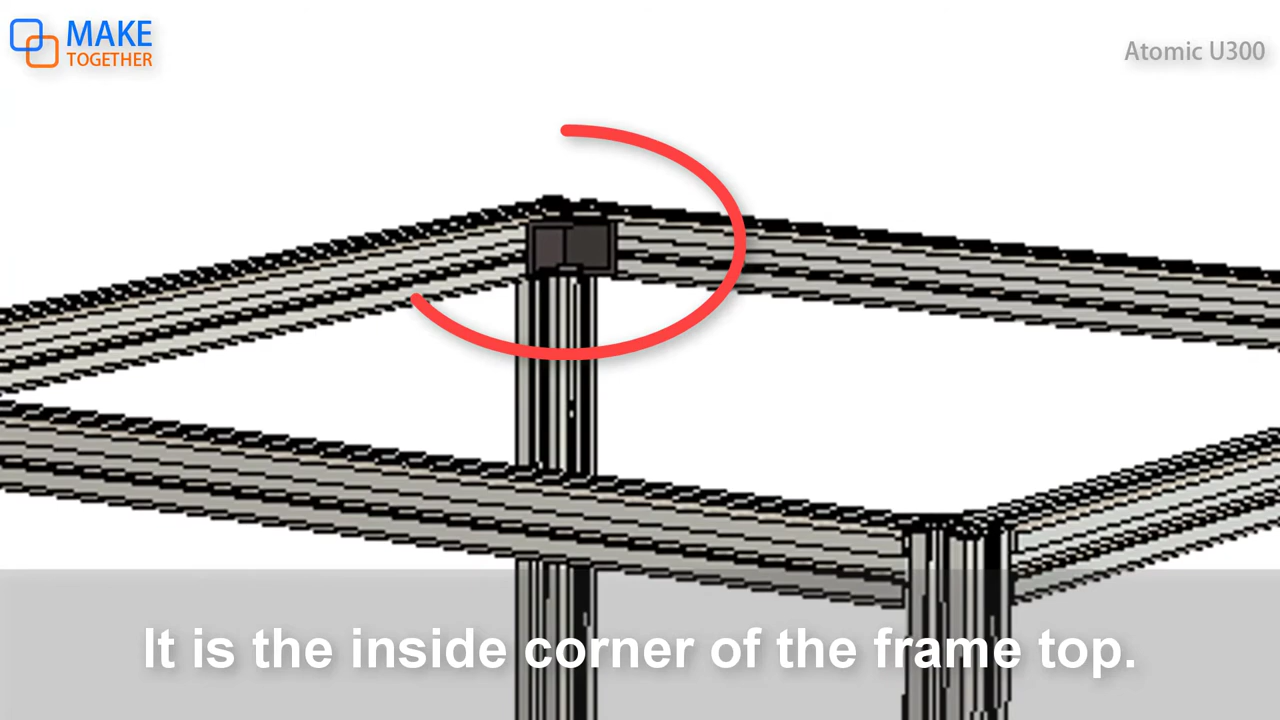 MAKE
TOGETHER
Atomic U300
It is the inside corner of the frame top.